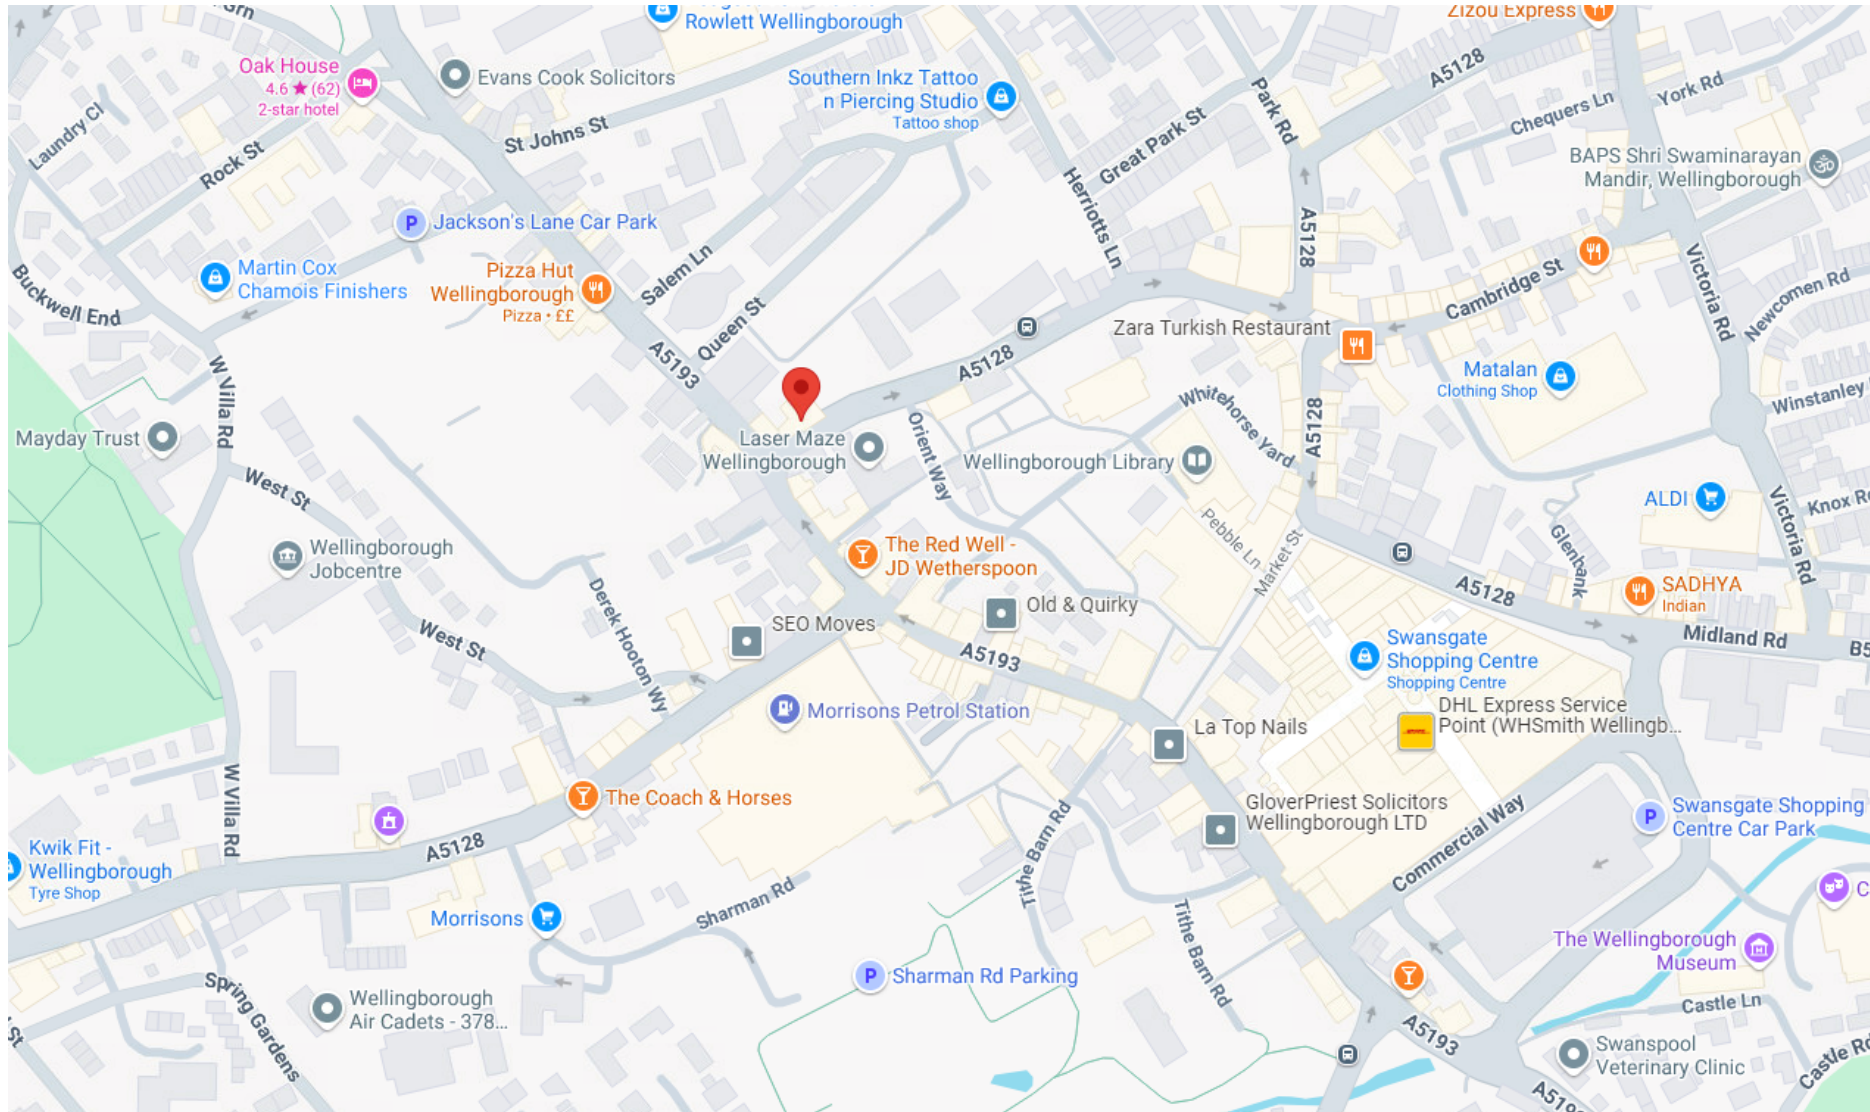 Rowlett Wellingborough
Zizou Express
Oak House
4.6 ★ (62)
2-star hotel
Evans Cook Solicitors
Southern Inkz Tattoo
n Piercing Studio
Tattoo shop
A5128
York Rd
Chequers Ln
Park Rd
Laundry Cl
St Johns St
Rock St
Great Park St
BAPS Shri Swaminarayan
Mandir, Wellingborough
Herriotts Ln
P
Jackson's Lane Car Park
A5128
Martin Cox
Chamois Finishers
Pizza Hut
Wellingborough
Pizza • ££
Salem Ln
Buckwell End
Queen St
Cambridge St
Victoria Rd
Newcomen Rd
Zara Turkish Restaurant
A5193
A5128
Matalan
Clothing Shop
Winstanley
W Villa Rd
Whitehorse Yard
A5128
Mayday Trust
Laser Maze
Wellingborough
Orient Way
Wellingborough Library
West St
ALDI
Victoria Rd
Knox R
Pebble Ln
Market St
Glenbank
Wellingborough
Jobcentre
The Red Well -
JD Wetherspoon
A5128
SADHYA
Indian
Derek Hooton Wy
Old & Quirky
SEO Moves
West St
A5193
Midland Rd
B5
Swansgate
Shopping Centre
Shopping Centre
Morrisons Petrol Station
DHL Express Service
Point (WHSmith Wellingb...
La Top Nails
W Villa Rd
The Coach & Horses
Tithe Barn Rd
GloverPriest Solicitors
Wellingborough LTD
Commercial Way
P
Swansgate Shopping
Centre Car Park
A5128
Kwik Fit -
Wellingborough
Tyre Shop
Morrisons
Sharman Rd
Tithe Barn Rd
C
The Wellingborough
Museum
P
Sharman Rd Parking
Spring Gardens
Wellingborough
Air Cadets - 378...
Castle Ln
St
A5193
Swanspool
Veterinary Clinic
Castle Rd
A519